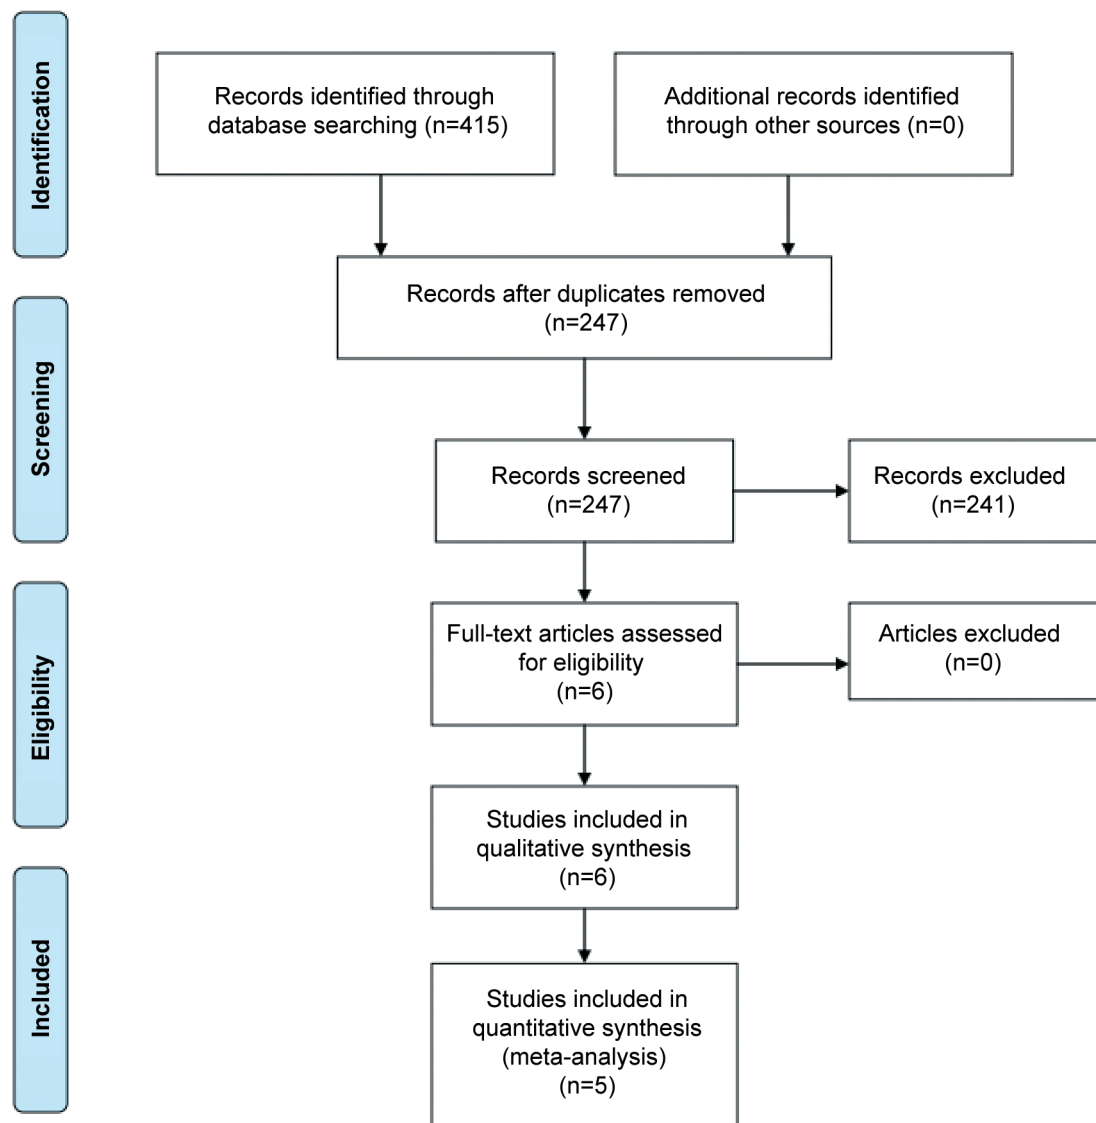 Identification
Records identified through
database searching (n=415)
Additional records identified
through other sources (n=0)
Records after duplicates removed
(n=247)
Screening
Records screened
(n=247)
Records excluded
(n=241)
Eligibility
Full-text articles assessed
for eligibility
(n=6)
Articles excluded
(n=0)
Studies included in
qualitative synthesis
(n=6)
Included
Studies included in
quantitative synthesis
(meta-analysis)
(n=5)